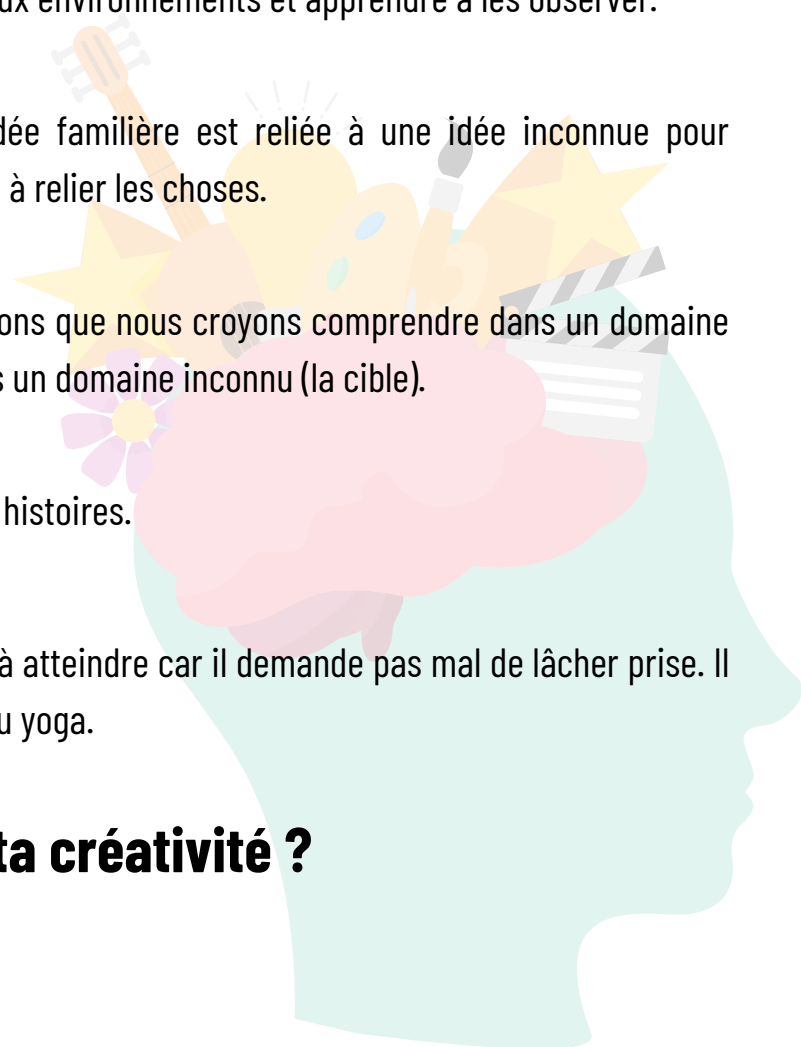 ux environnements et apprendre à les observer.
dée familière est reliée à une idée inconnue pour
à relier les choses.
ons que nous croyons comprendre dans un domaine
s un domaine inconnu (la cible).
histoires.
à atteindre car il demande pas mal de lâcher prise. Il
u yoga.
ta créativité ?